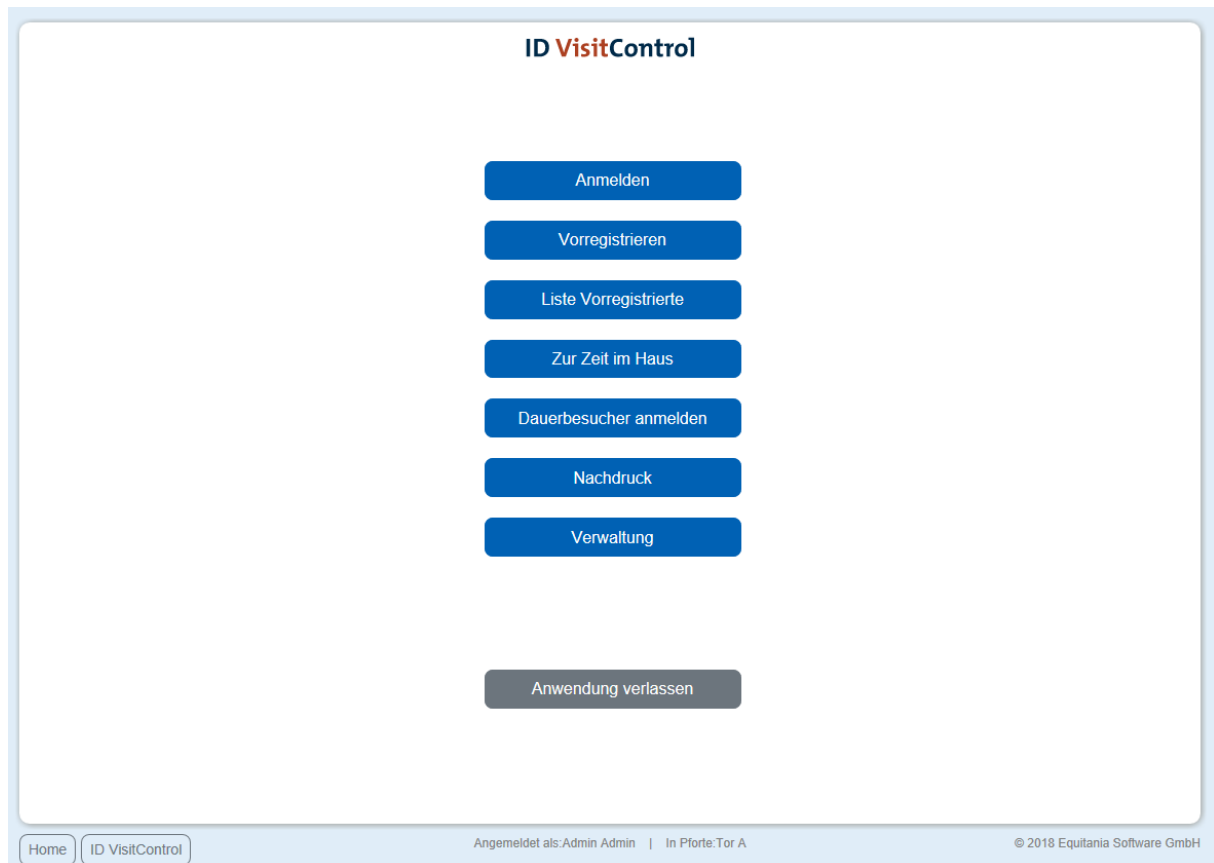 ID VisitControl
Anmelden
Vorregistrieren
Liste Vorregistrierte
Zur Zeit im Haus
Dauerbesucher anmelden
Nachdruck
Verwaltung
Anwendung verlassen
Home ID VisitControl Angemeldet als:Admin Admin | In Pforte:Tor A © 2018 Equitania Software GmbH